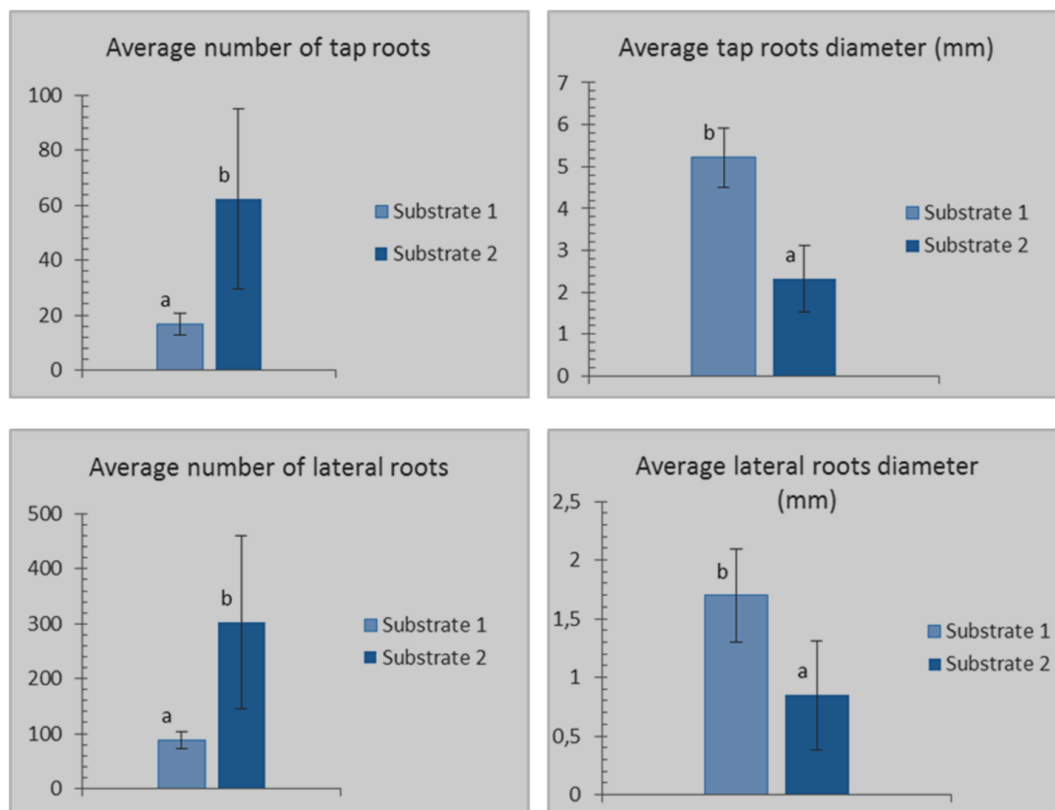 Average number of tap roots
100
80
60
40
20
0
a
b
Substrate 1
Substrate 2
Average tap roots diameter (mm)
7
6
5
4
3
2
1
0
b
a
Substrate 1
Substrate 2
Average number of lateral roots
500
400
300
200
100
0
a
b
Substrate 1
Substrate 2
Average lateral roots diameter
(mm)
2,5
2
1,5
1
0,5
0
b
a
Substrate 1
Substrate 2